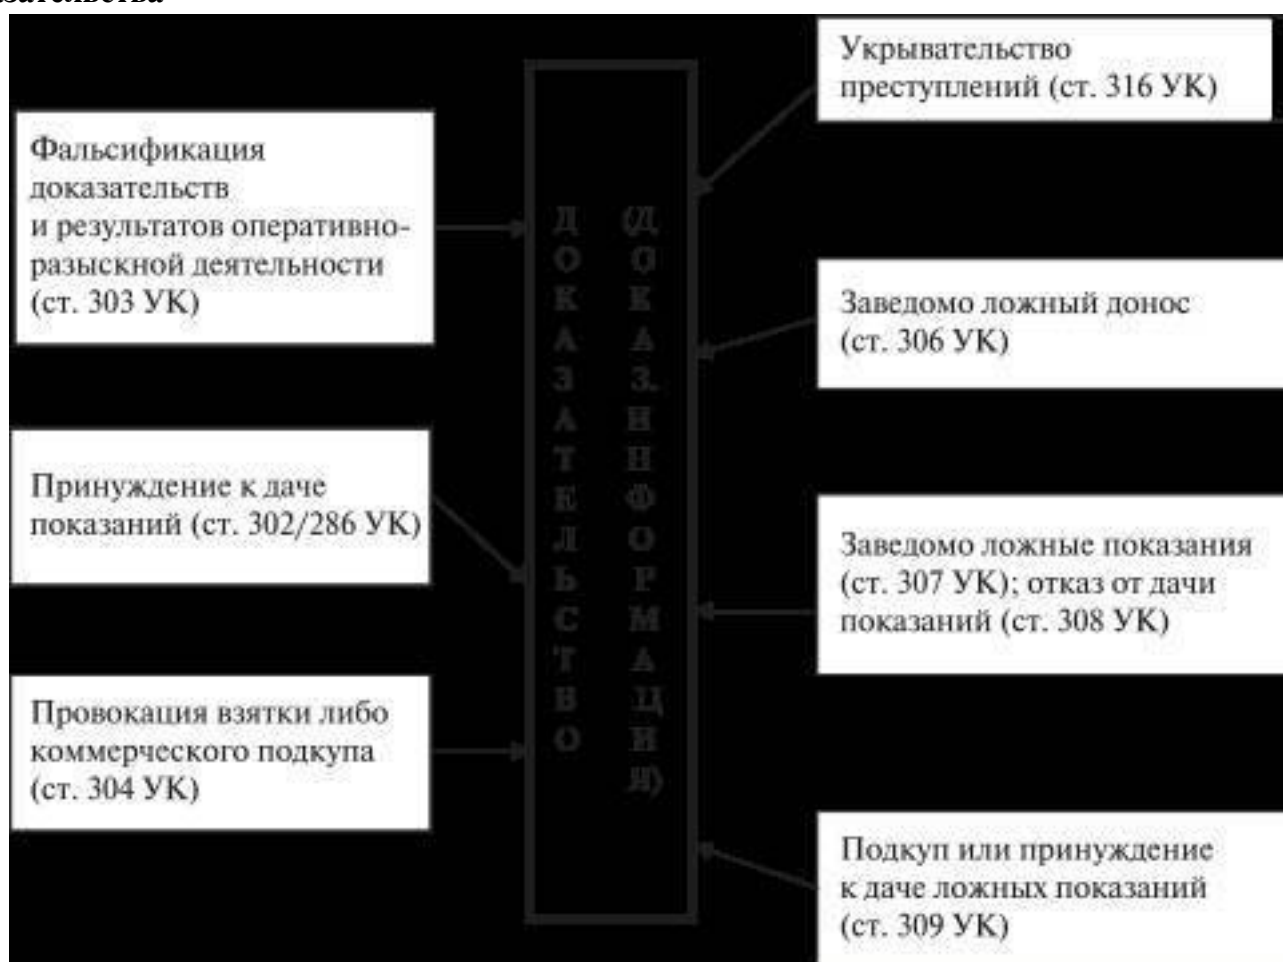 Укрывательство
преступлений (ст. 316 УК)
Фальсификация
доказательств
и результатов оперативно-
разыскной деятельности
(ст. 303 УК)
Заведомо ложный донос
(ст. 306 УК)
Принуждение к даче
показаний (ст. 302/286 УК)
Заведомо ложные показания
(ст. 307 УК); отказ от дачи
показаний (ст. 308 УК)
Провокация взятки либо
коммерческого подкупа
(ст. 304 УК)
Подкуп или принуждение
к даче ложных показаний
(ст. 309 УК)
ДОКАЗАТЕЛЬСТВО
(ДОКАЗ. ИНФОРМАЦИЯ)